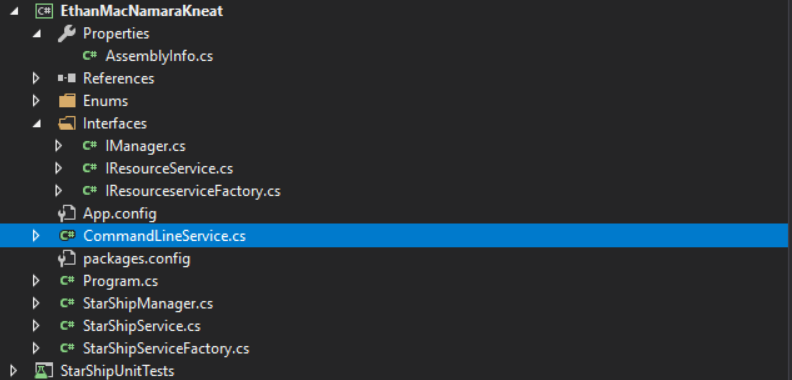 C# EthanMacNamaraKneat
Properties
C# AssemblyInfo.cs
References
Enums
Interfaces
C# IManager.cs
C# IResourceService.cs
C# IResourceserviceFactory.cs
App.config
C# CommandLineService.cs
packages.config
C# Program.cs
C# StarShipManager.cs
C# StarShipService.cs
C# StarShipServiceFactory.cs
StarShipUnitTests